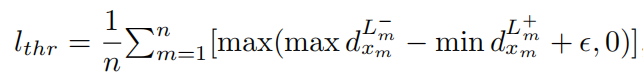 l_{thr} = \frac{1}{n} \sum_{m=1}^{n} [\max(\max d_{x_m}^{L_m^-} - \min d_{x_m}^{L_m^+} + \epsilon, 0)]